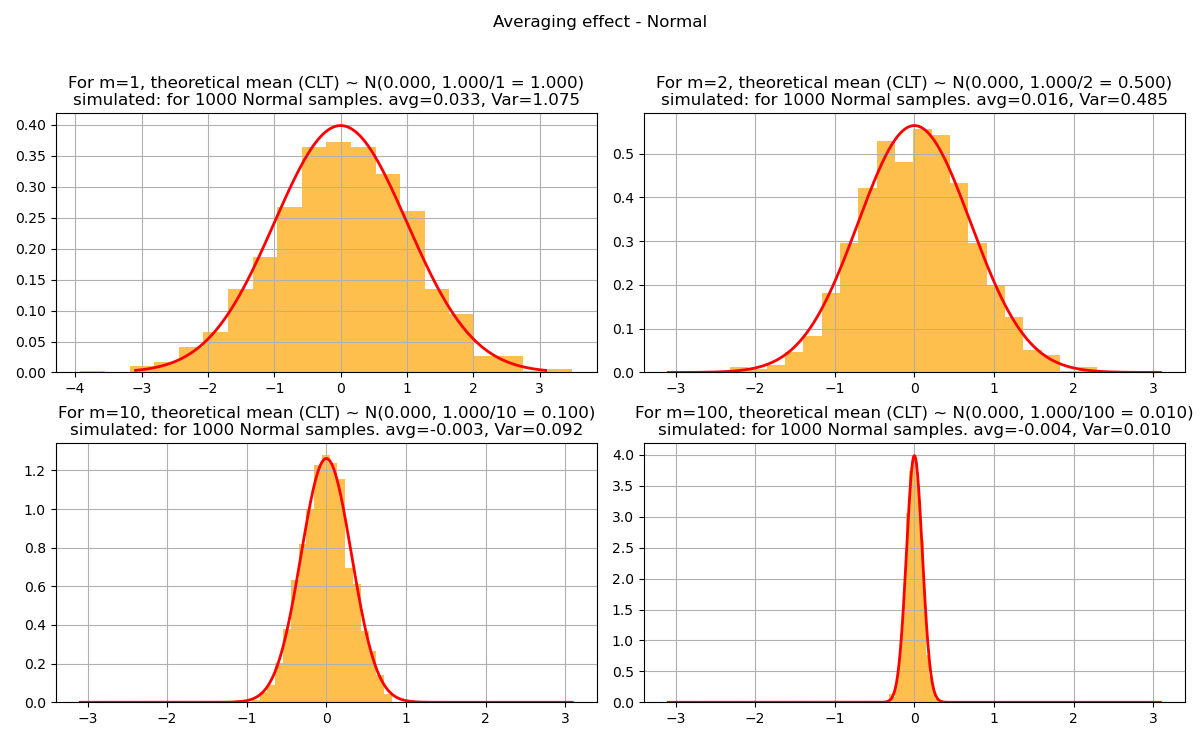 Averaging effect - Normal
For m=1, theoretical mean (CLT) ~ N(0.000, 1.000/1 = 1.000)
simulated: for 1000 Normal samples. avg=0.033, Var=1.075
0.40
0.35
0.30
0.25
0.20
0.15
0.10
0.05
0.00
−4 −3 −2 −1 0 1 2 3
For m=2, theoretical mean (CLT) ~ N(0.000, 1.000/2 = 0.500)
simulated: for 1000 Normal samples. avg=0.016, Var=0.485
0.5
0.4
0.3
0.2
0.1
0.0
−3 −2 −1 0 1 2 3
For m=10, theoretical mean (CLT) ~ N(0.000, 1.000/10 = 0.100)
simulated: for 1000 Normal samples. avg=-0.003, Var=0.092
1.2
1.0
0.8
0.6
0.4
0.2
0.0
−3 −2 −1 0 1 2 3
For m=100, theoretical mean (CLT) ~ N(0.000, 1.000/100 = 0.010)
simulated: for 1000 Normal samples. avg=-0.004, Var=0.010
4.0
3.5
3.0
2.5
2.0
1.5
1.0
0.5
0.0
−3 −2 −1 0 1 2 3